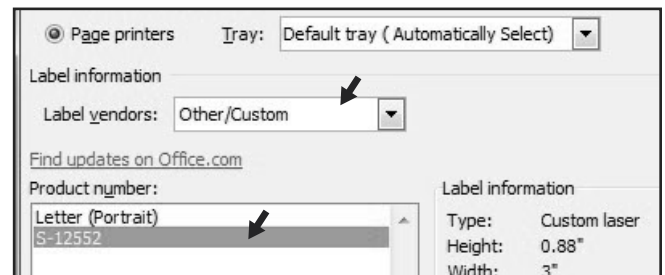 Page printers Tray: Default tray ( Automatically Select)
Label information
Label vendors: Other/Custom
Find updates on Office.com
Product number: Label information
Letter (Portrait) Type: Custom laser
S-12552 Height: 0.88"
Width: 3"